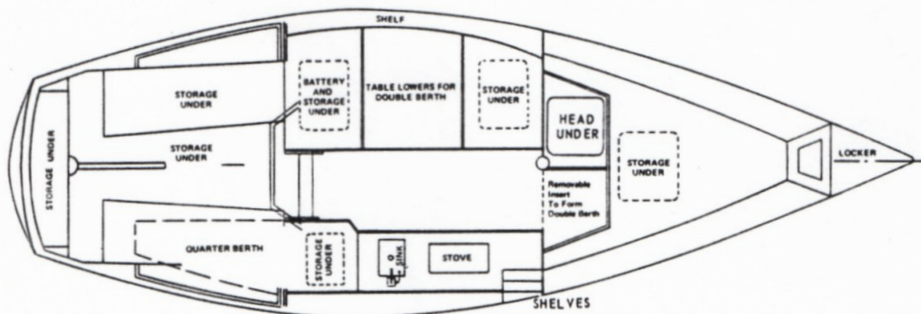 SHELF
STORAGE
UNDER
BATTERY
AND
STORAGE
UNDER
TABLE LOWERS FOR
DOUBLE BERTH
STORAGE
UNDER
HEAD
UNDER
STORAGE UNDER
STORAGE
UNDER
STORAGE
UNDER
LOCKER
Removable
Insert
To Form
Double Berth
QUARTER BERTH
STORAGE
UNDER
SINK
STOVE
SHELVES